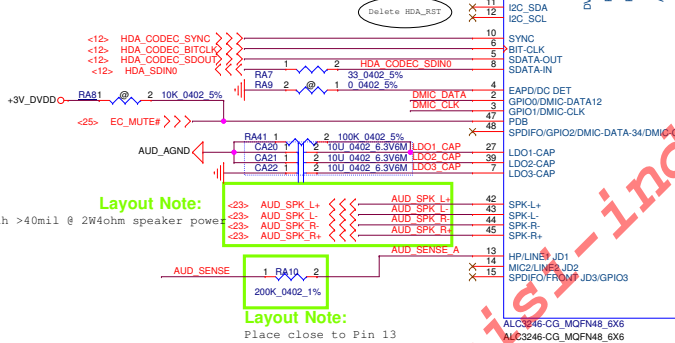 Delete HDA_RST
11 I2C_SDA
12 I2C_SCL
<12> HDA_CODEC_SYNC 10 SYNC
<12> HDA_CODEC_BITCLK 6 BIT-CLK
<12> HDA_CODEC_SDOUT 5 SDATA-OUT
<12> HDA_SDIN0 RA7 1 2 33_0402_5% HDA_CODEC_SDIN0 8 SDATA-IN
RA9 2 @ 1 0_0402_5% 4 EAPD/DC DET
DMIC_DATA 2 GPIO0/DMIC-DATA12
+3V_DVDD RA81 1 @ 2 10K_0402_5% DMIC_CLK 3 GPIO1/DMIC-CLK
<25> EC_MUTE# 47 PDB
48 SPDIFO/GPIO2/DMIC-DATA-34/DMIC-C
RA41 1 2 100K_0402_5%
AUD_AGND CA20 1 2 10U_0402_6.3V6M LDO1_CAP 27 LDO1-CAP
CA21 1 2 10U_0402_6.3V6M LDO2_CAP 39 LDO2-CAP
CA22 1 2 10U_0402_6.3V6M LDO3_CAP 7 LDO3-CAP
Layout Note:
>40mil @ 2W4ohm speaker power
<23> AUD_SPK_L+ AUD_SPK_L+ 42 SPK-L+
<23> AUD_SPK_L- AUD_SPK_L- 43 SPK-L-
<23> AUD_SPK_R- AUD_SPK_R- 44 SPK-R-
<23> AUD_SPK_R+ AUD_SPK_R+ 45 SPK-R+
AUD_SENSE_A 13 HP/LINE1 JD1
14 MIC2/LINE2 JD2
15 SPDIFO/FRONT JD3/GPIO3
AUD_SENSE 1 RA10 2
200K_0402_1%
Layout Note:
Place close to Pin 13
ALC3246-CG_MQFN48_6X6
ALC3246-CG_MQFN48_6X6